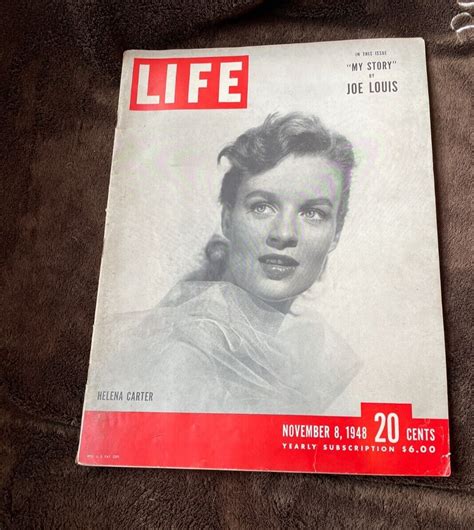 LIFE
IN THIS ISSUE
"MY STORY"
BY
JOE LOUIS
HELENA CARTER
NOVEMBER 8, 1948 20 CENTS
YEARLY SUBSCRIPTION $6.00